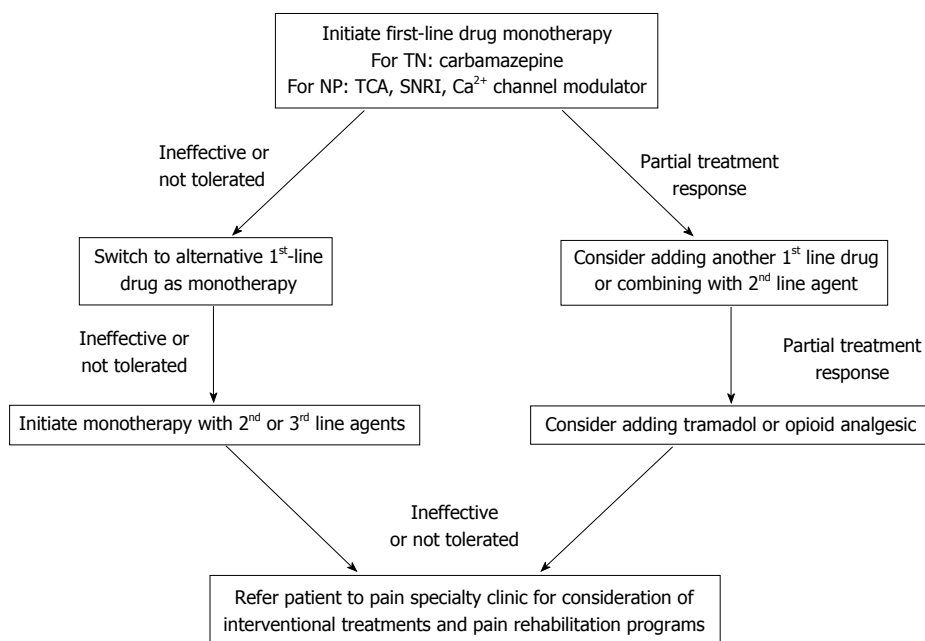 Initiate first-line drug monotherapy
For TN: carbamazepine
For NP: TCA, SNRI, Ca²⁺ channel modulator
Ineffective or
not tolerated
Partial treatment
response
Switch to alternative 1ˢᵗ-line
drug as monotherapy
Consider adding another 1ˢᵗ line drug
or combining with 2ⁿᵈ line agent
Ineffective or
not tolerated
Partial treatment
response
Initiate monotherapy with 2ⁿᵈ or 3ʳᵈ line agents
Consider adding tramadol or opioid analgesic
Ineffective
or not tolerated
Refer patient to pain specialty clinic for consideration of
interventional treatments and pain rehabilitation programs